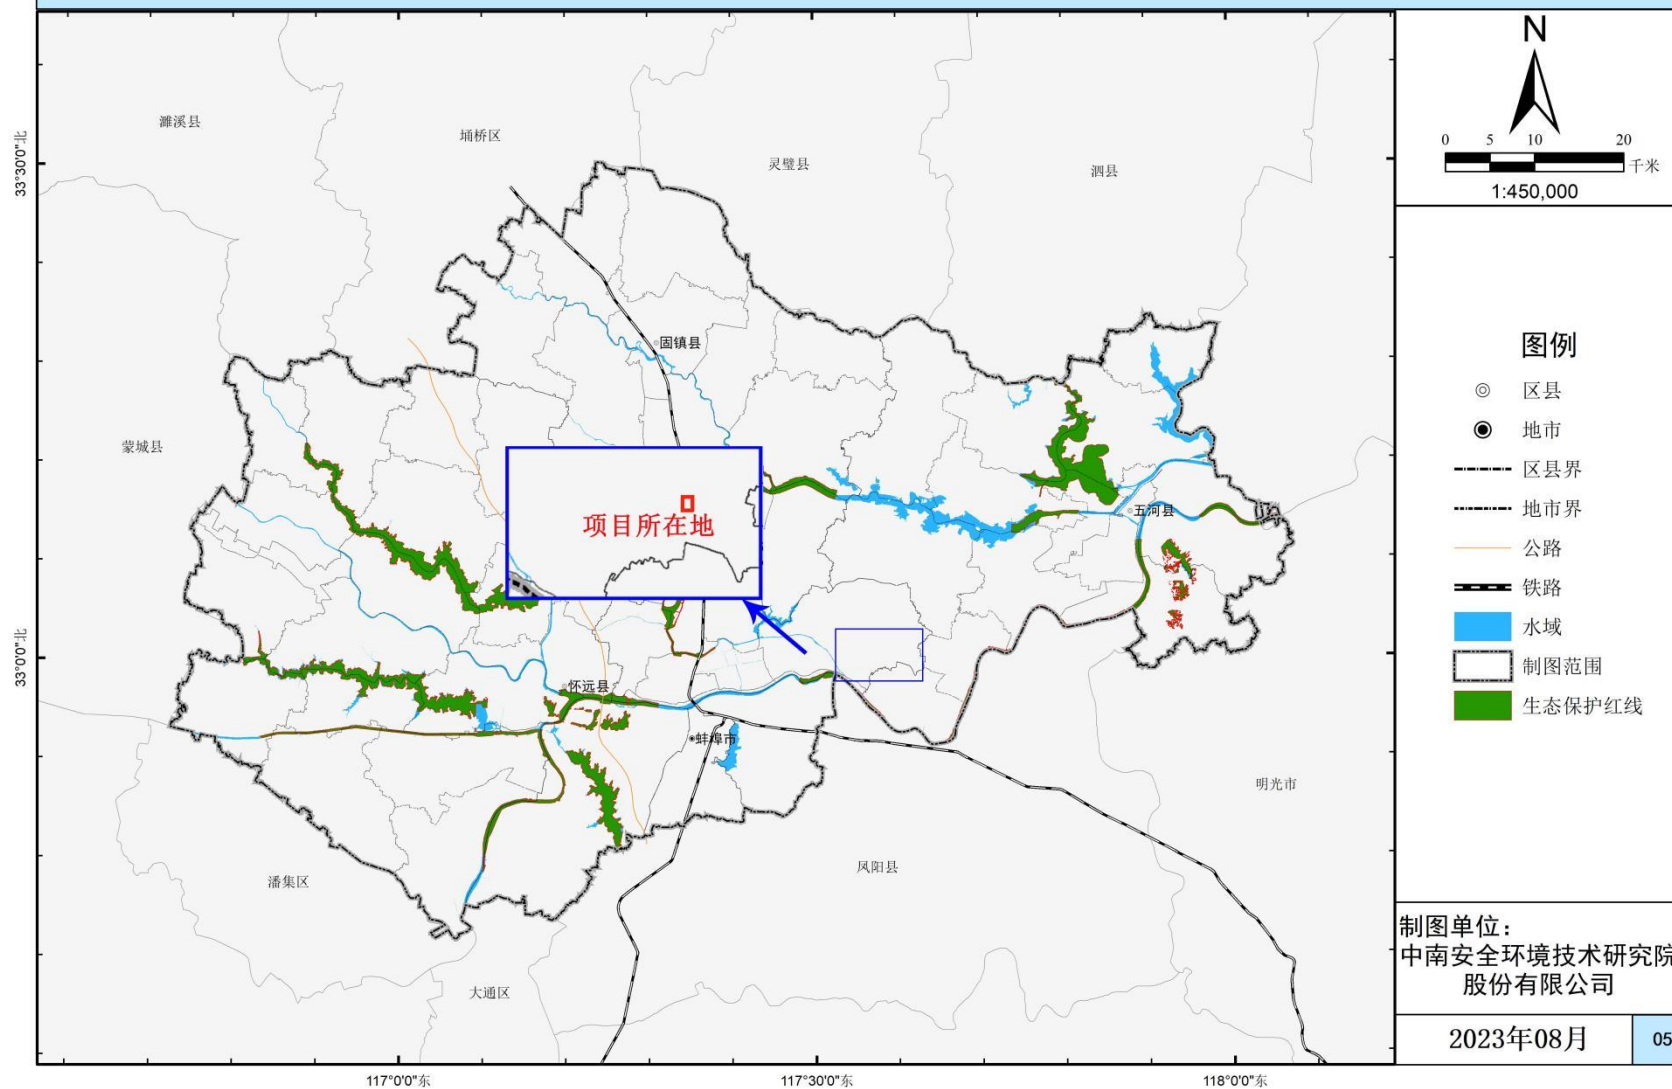 N
0 5 10 20
千米
1:450,000
图例
区县
地市
区县界
地市界
公路
铁路
水域
制图范围
生态保护红线
制图单位：
中南安全环境技术研究院
股份有限公司
2023年08月
05
33°30'0"北
33°0'0"北
117°0'0"东
117°30'0"东
118°0'0"东
濉溪县
埇桥区
灵璧县
泗县
固镇县
蒙城县
项目所在地
五河县
怀远县
蚌埠市
明光市
凤阳县
潘集区
大通区